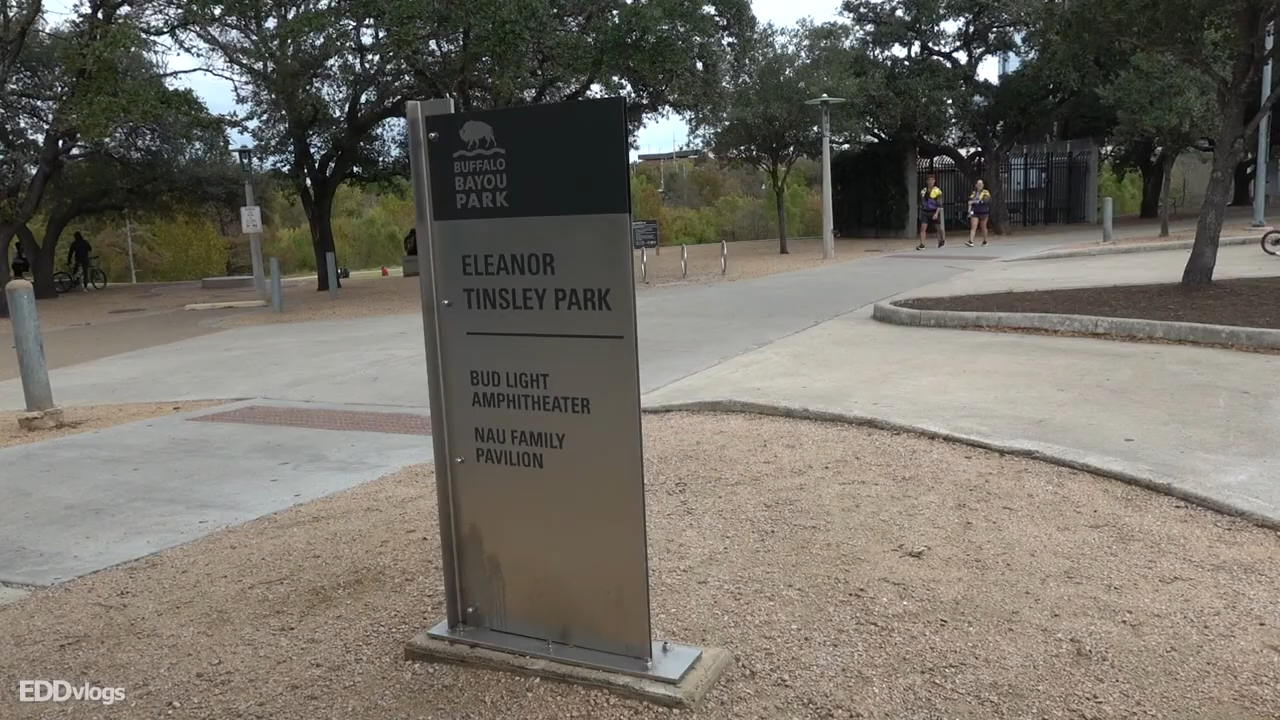 BUFFALO
BAYOU
PARK
ELEANOR
TINSLEY PARK
BUD LIGHT
AMPHITHEATER
NAU FAMILY
PAVILION
EDDvlogs